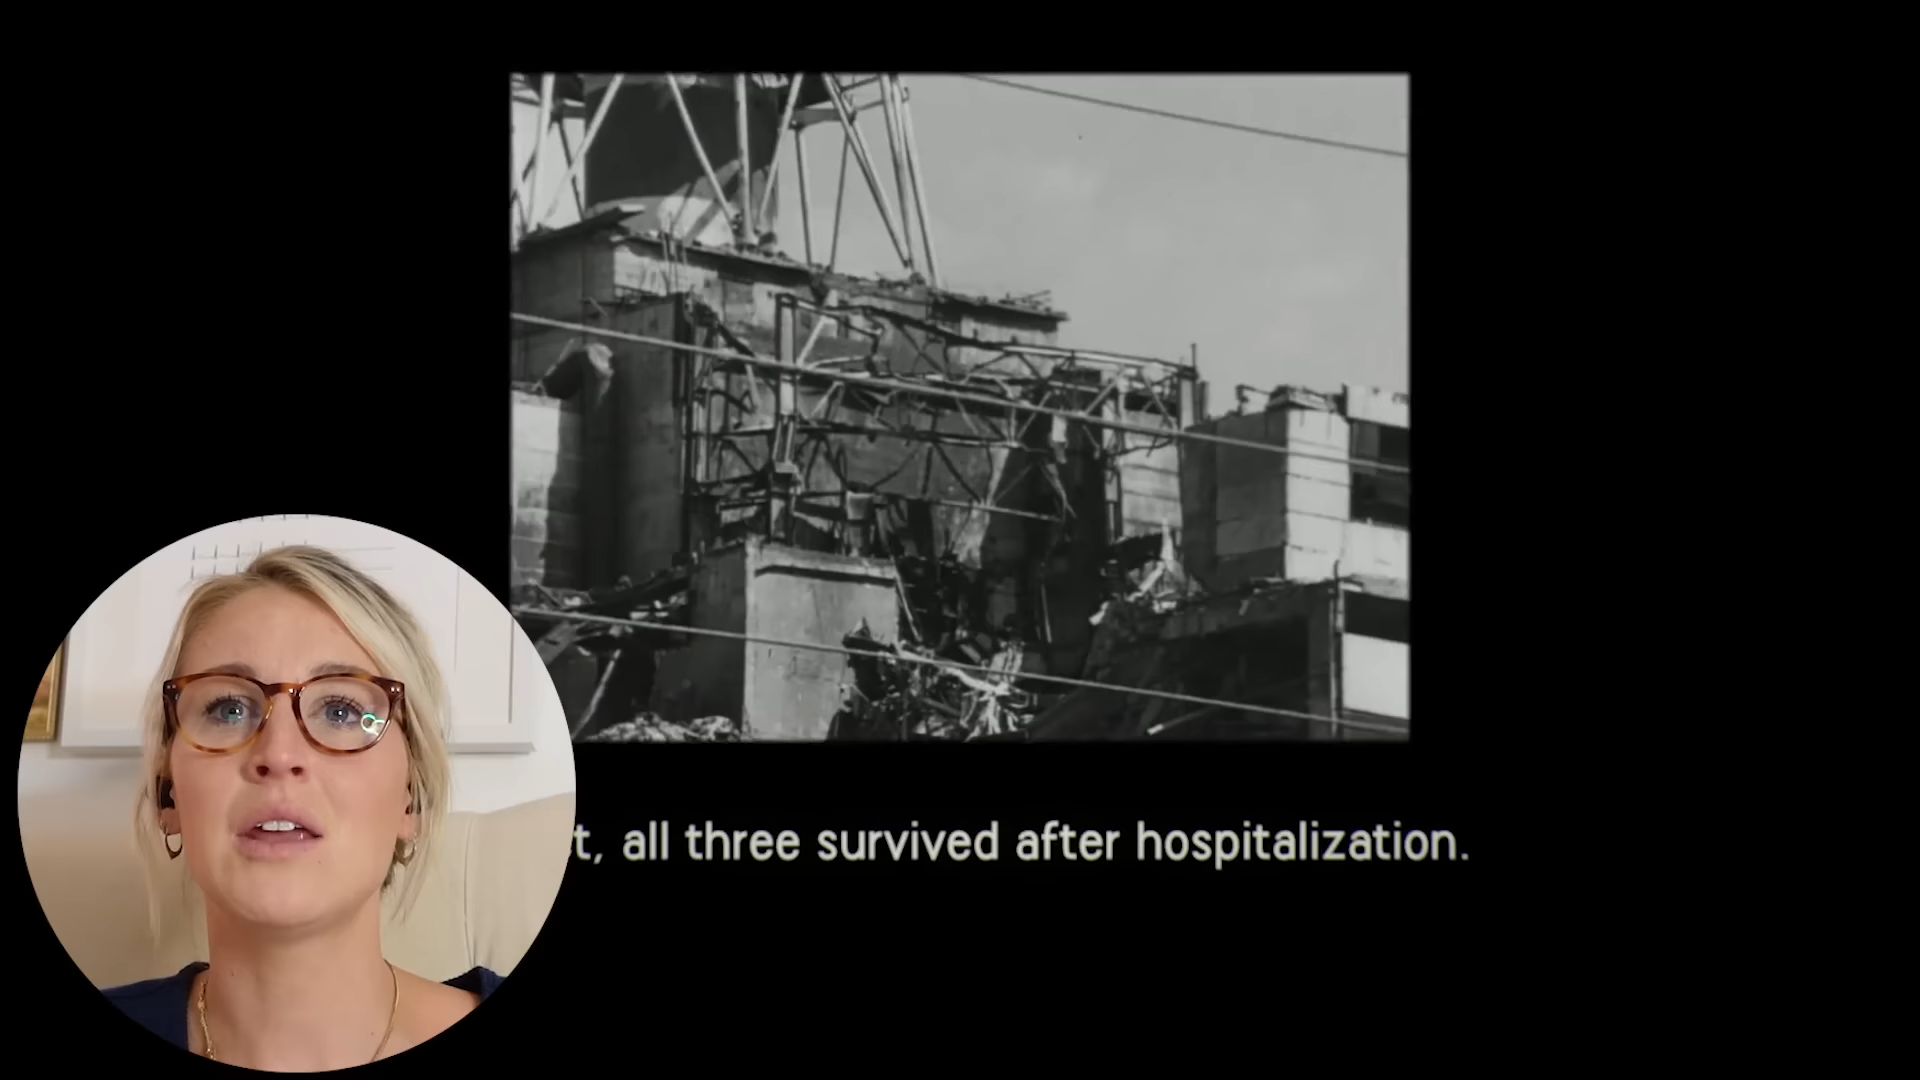 t, all three survived after hospitalization.